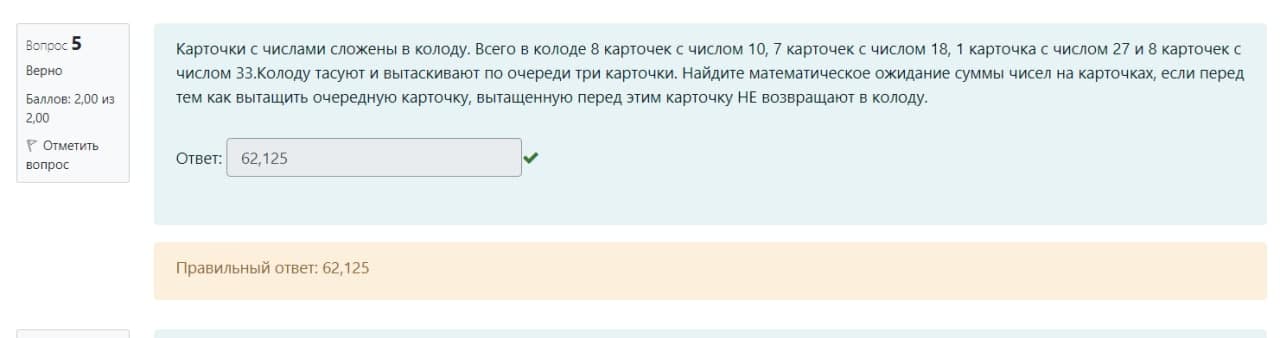 Вопрос 5
Верно
Баллов: 2,00 из
2,00
Отметить
вопрос
Карточки с числами сложены в колоду. Всего в колоде 8 карточек с числом 10, 7 карточек с числом 18, 1 карточка с числом 27 и 8 карточек с
числом 33.Колоду тасуют и вытаскивают по очереди три карточки. Найдите математическое ожидание суммы чисел на карточках, если перед
тем как вытащить очередную карточку, вытащенную перед этим карточку НЕ возвращают в колоду.
Ответ: 62,125
Правильный ответ: 62,125